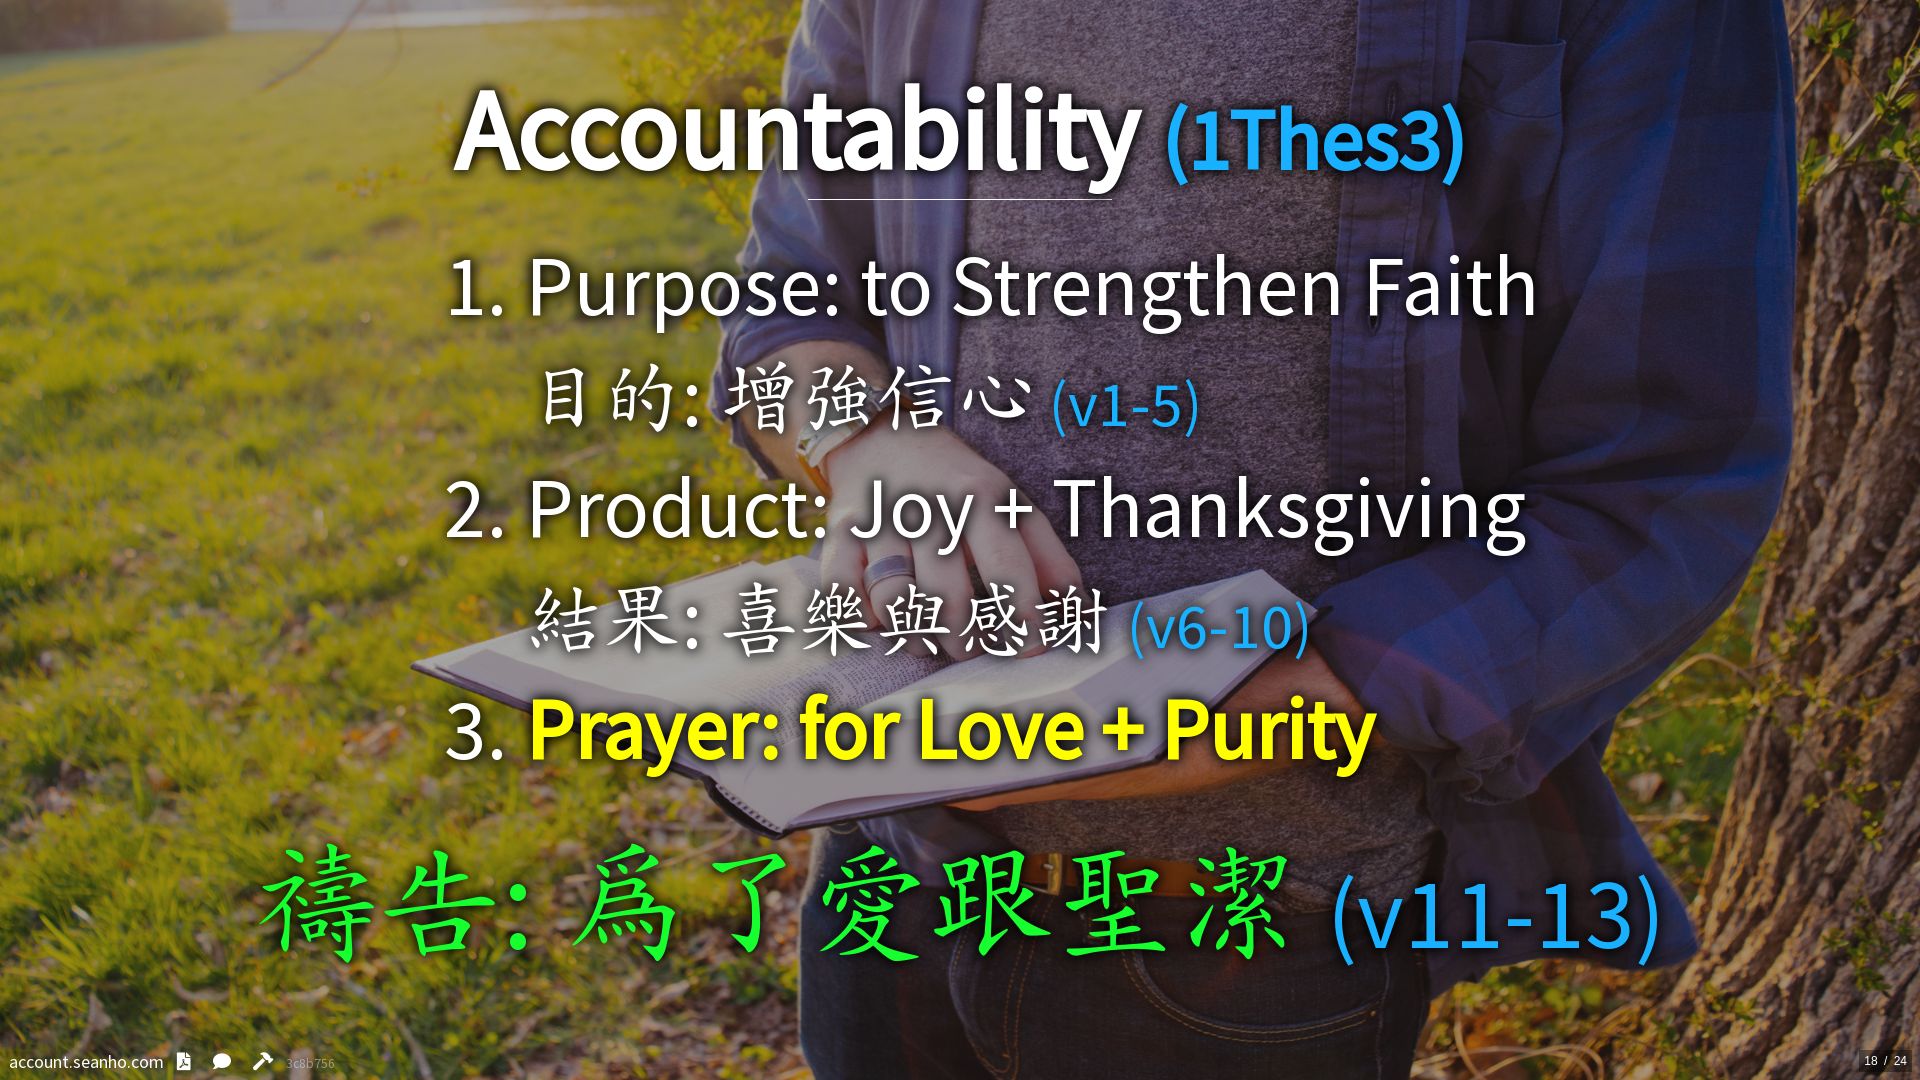 Accountability (1Thes3)
1. Purpose: to Strengthen Faith
目的: 增強信心 (v1-5)
2. Product: Joy + Thanksgiving
結果: 喜樂與感謝 (v6-10)
3. Prayer: for Love + Purity
禱告: 爲了愛跟聖潔 (v11-13)
account.seanho.com 3c8b756
18 / 24